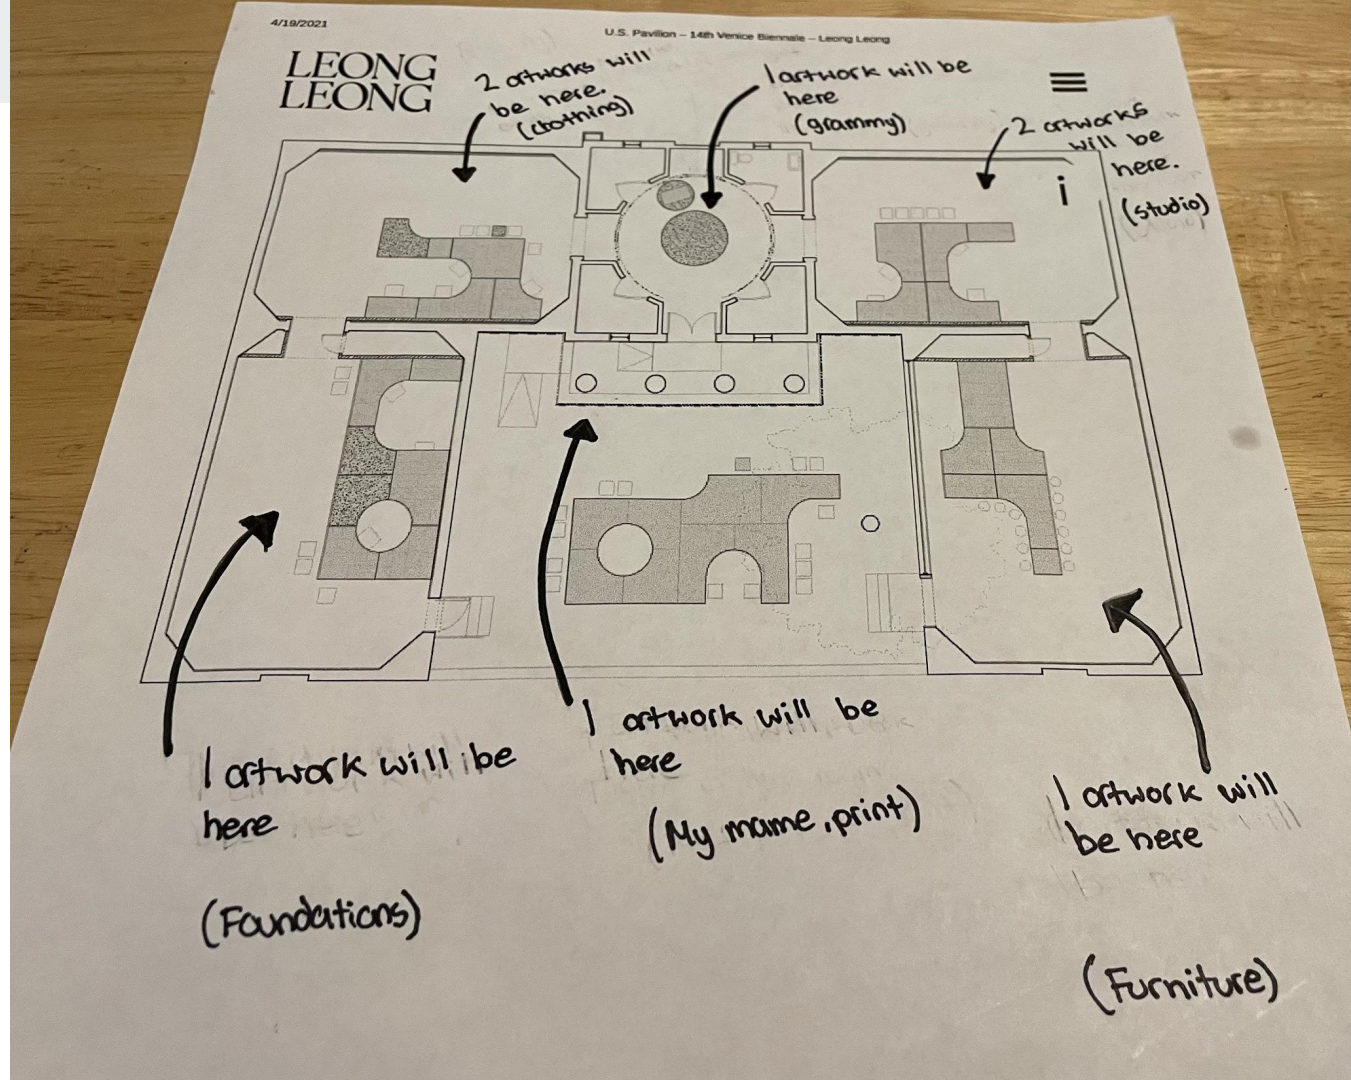 4/19/2021
U.S. Pavilion – 14th Venice Biennale – Leong Leong
LEONG
LEONG
2 artworks will
be here.
(clothing)
1 artwork will be
here
(grammy)
2 artworks
will be
here.
(studio)
i
1 artwork will be
here
(Foundations)
1 artwork will be
here
(My mame, print)
1 artwork will
be here
(Furniture)